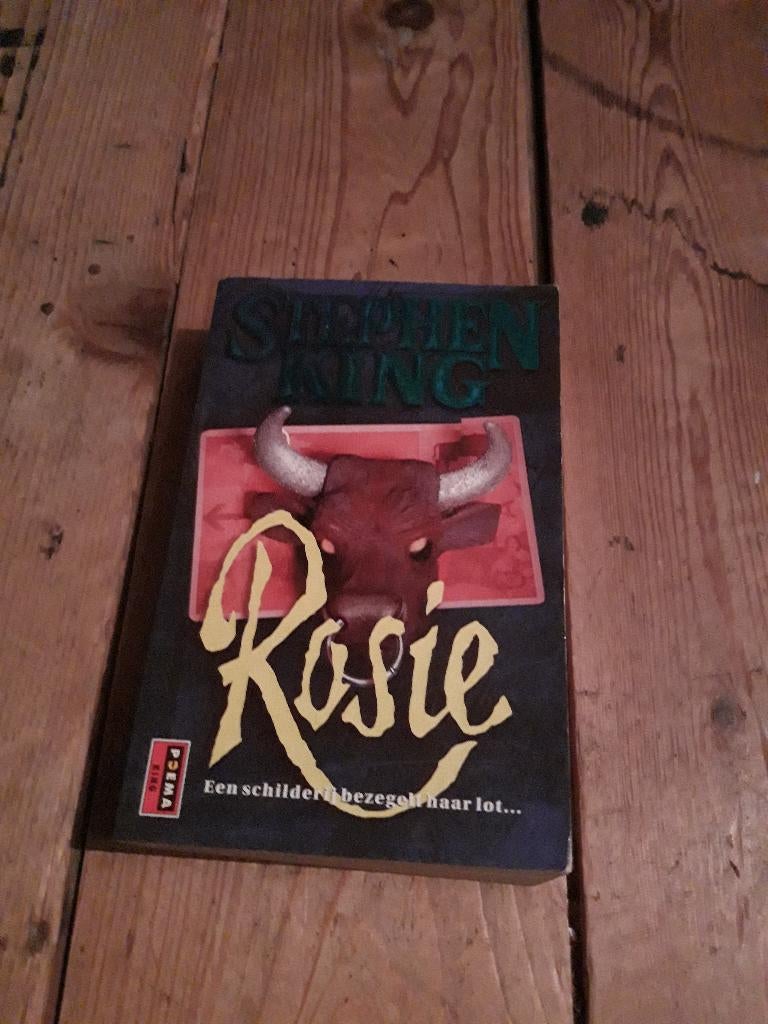 STEPHEN
KING
Rosie
Een schilderij bezegelt haar lot...
POEMA
KING